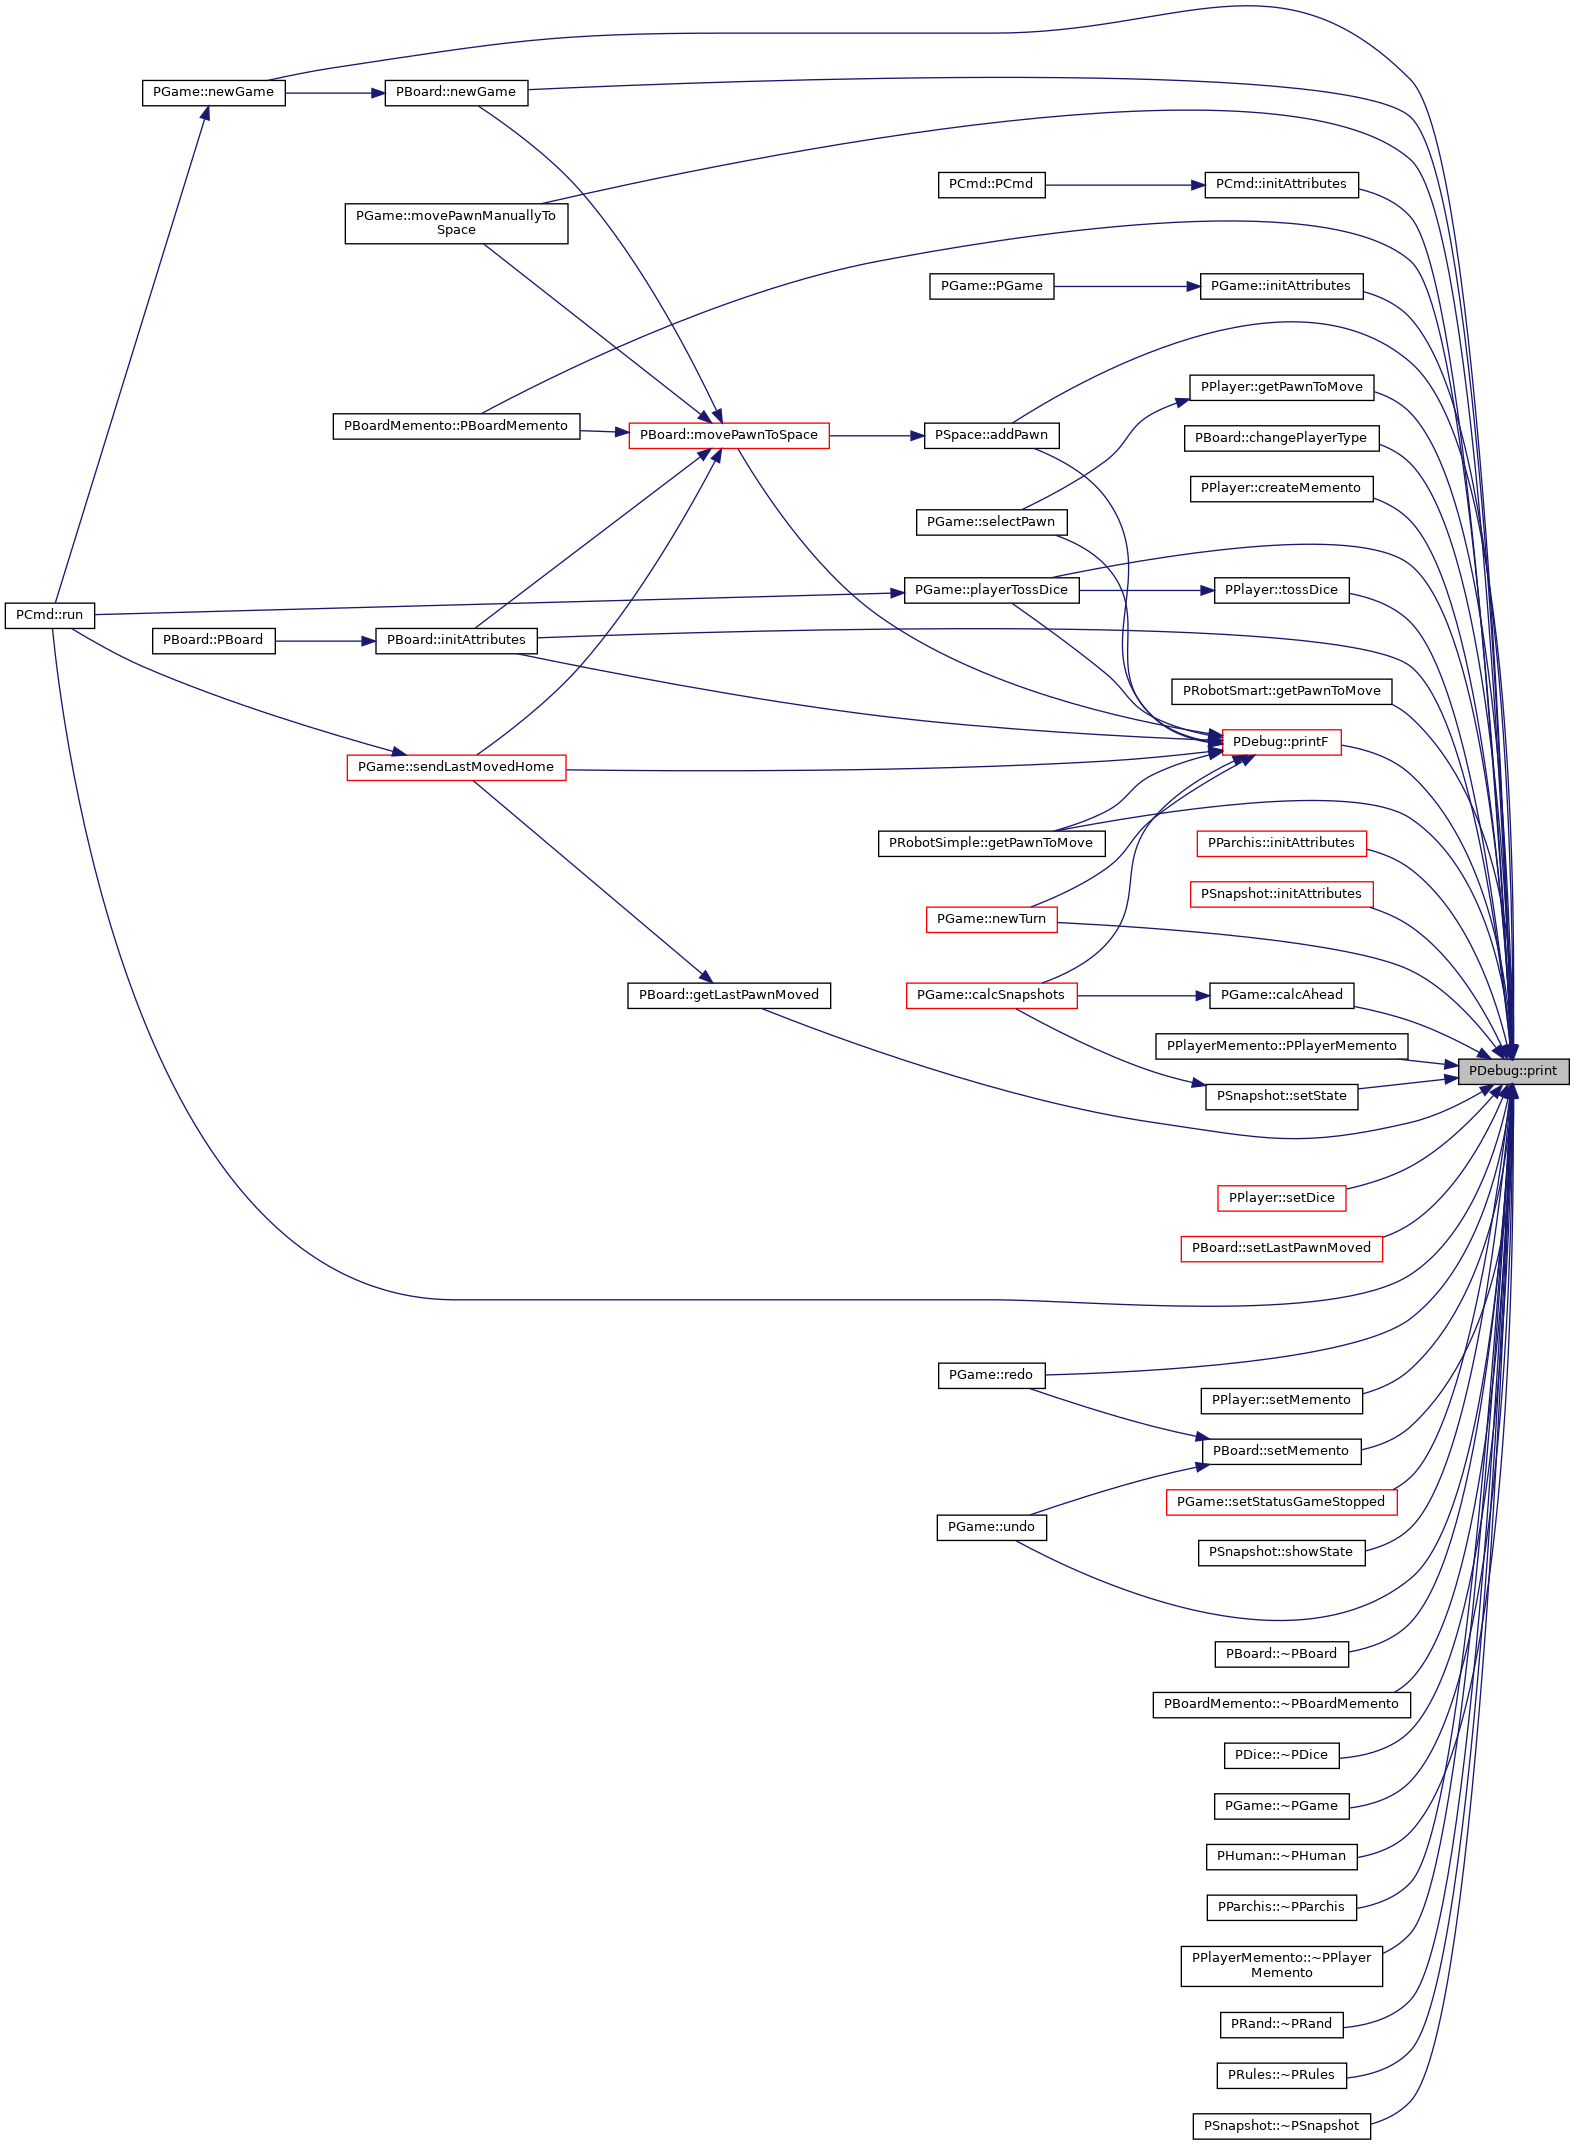 PGame::newGame
PBoard::newGame
PCmd::PCmd
PCmd::initAttributes
PGame::movePawnManuallyTo
Space
PGame::PGame
PGame::initAttributes
PPlayer::getPawnToMove
PBoardMemento::PBoardMemento
PBoard::movePawnToSpace
PSpace::addPawn
PBoard::changePlayerType
PPlayer::createMemento
PGame::selectPawn
PGame::playerTossDice
PPlayer::tossDice
PCmd::run
PBoard::PBoard
PBoard::initAttributes
PRobotSmart::getPawnToMove
PDebug::printF
PGame::sendLastMovedHome
PRobotSimple::getPawnToMove
PParchis::initAttributes
PSnapshot::initAttributes
PGame::newTurn
PBoard::getLastPawnMoved
PGame::calcSnapshots
PGame::calcAhead
PPlayerMemento::PPlayerMemento
PDebug::print
PSnapshot::setState
PPlayer::setDice
PBoard::setLastPawnMoved
PGame::redo
PPlayer::setMemento
PBoard::setMemento
PGame::setStatusGameStopped
PGame::undo
PSnapshot::showState
PBoard::~PBoard
PBoardMemento::~PBoardMemento
PDice::~PDice
PGame::~PGame
PHuman::~PHuman
PParchis::~PParchis
PPlayerMemento::~PPlayer
Memento
PRand::~PRand
PRules::~PRules
PSnapshot::~PSnapshot